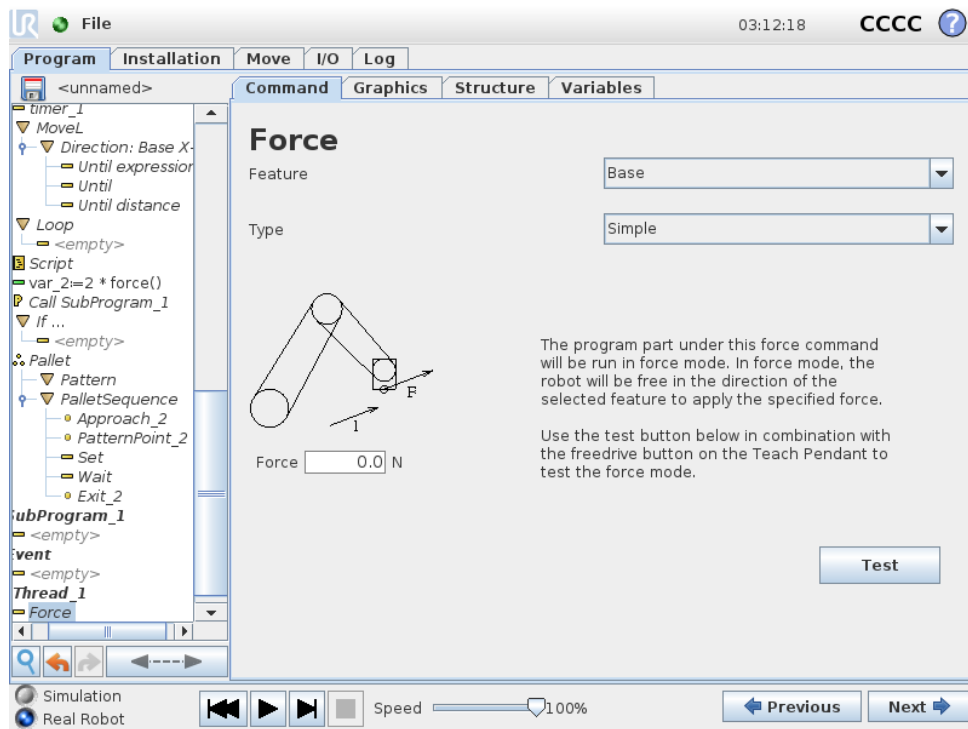 UR File 03:12:18 CCCC ?
Program Installation Move I/O Log
<unnamed> Command Graphics Structure Variables
timer_1
MoveL
Direction: Base X-
Until expression
Until
Until distance
Loop
<empty>
Script
var_2:=2 * force()
Call SubProgram_1
If ...
<empty>
Pallet
Pattern
PalletSequence
Approach_2
PatternPoint_2
Set
Wait
Exit_2
SubProgram_1
<empty>
Event
<empty>
Thread_1
Force
Force
Feature Base
Type Simple
F
1
Force 0.0 N
The program part under this force command
will be run in force mode. In force mode, the
robot will be free in the direction of the
selected feature to apply the specified force.
Use the test button below in combination with
the freedrive button on the Teach Pendant to
test the force mode.
Test
Simulation
Real Robot
Speed 100%
Previous Next